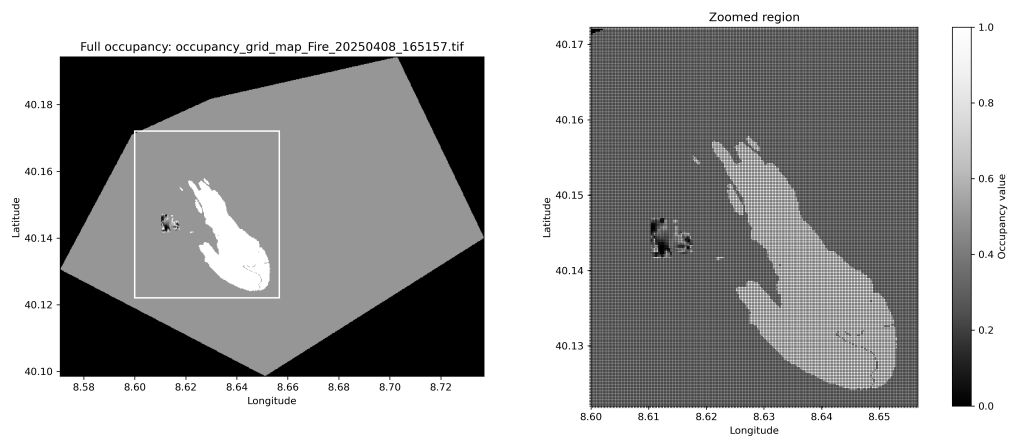 Full occupancy: occupancy_grid_map_Fire_20250408_165157.tif
40.18
40.16
40.14
40.12
40.10
Latitude
8.58 8.60 8.62 8.64 8.66 8.68 8.70 8.72
Longitude
Zoomed region
40.17
40.16
40.15
40.14
40.13
Latitude
8.60 8.61 8.62 8.63 8.64 8.65
Longitude
1.0
0.8
0.6
0.4
0.2
0.0
Occupancy value